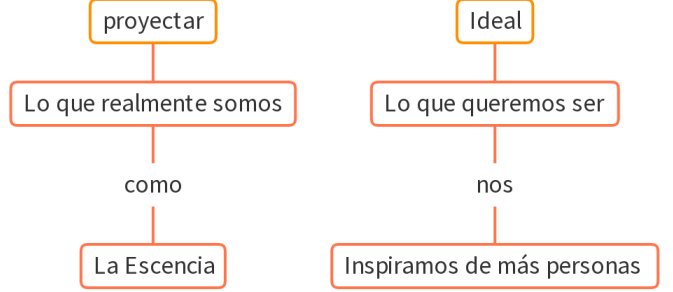 proyectar
Lo que realmente somos
como
La Escencia
Ideal
Lo que queremos ser
nos
Inspiramos de más personas